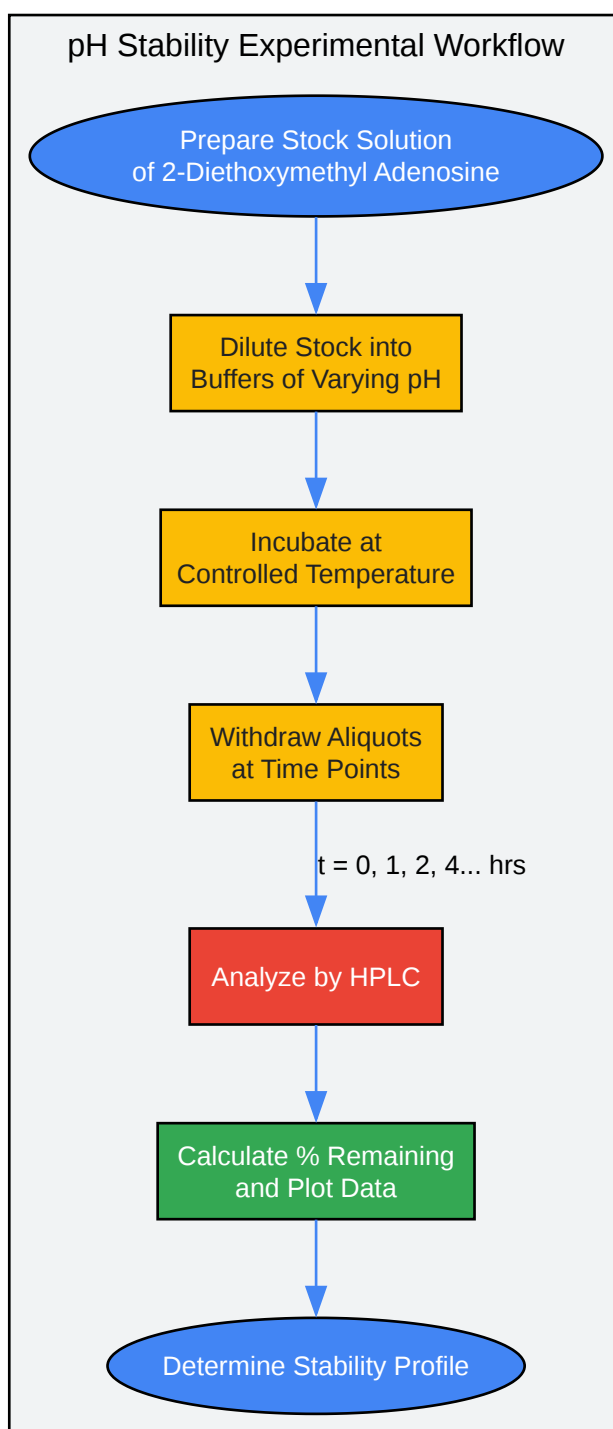 pH Stability Experimental Workflow
Prepare Stock Solution
of 2-Diethoxymethyl Adenosine
Dilute Stock into
Buffers of Varying pH
Incubate at
Controlled Temperature
Withdraw Aliquots
at Time Points
t = 0, 1, 2, 4... hrs
Analyze by HPLC
Calculate % Remaining
and Plot Data
Determine Stability Profile